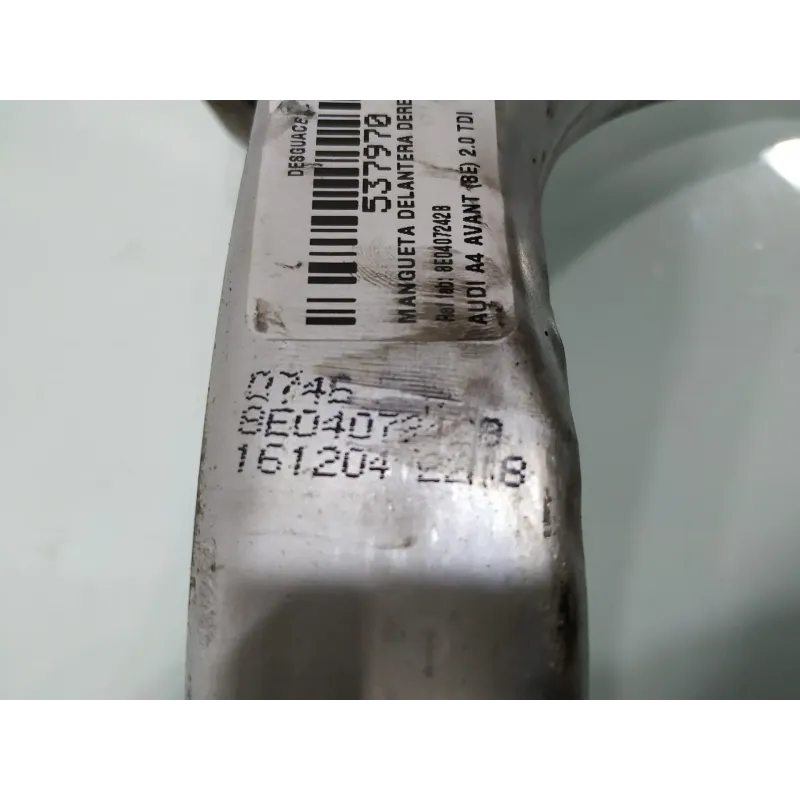 DESGUACE
537970
MANGUETA DELANTERA DERE
Ref fab: 8E0407242B
AUDI A4 AVANT (8E) 2.0 TDI
0746
161204